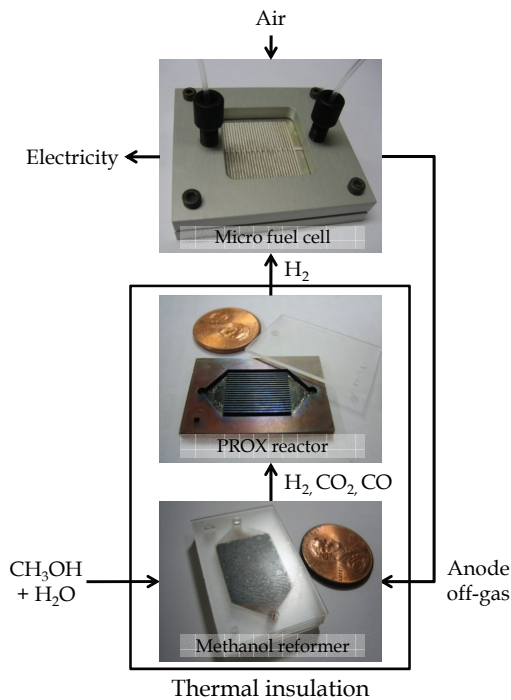 Air
Electricity
Micro fuel cell
H₂
PROX reactor
H₂, CO₂, CO
CH₃OH
+ H₂O
Anode
off-gas
Methanol reformer
Thermal insulation